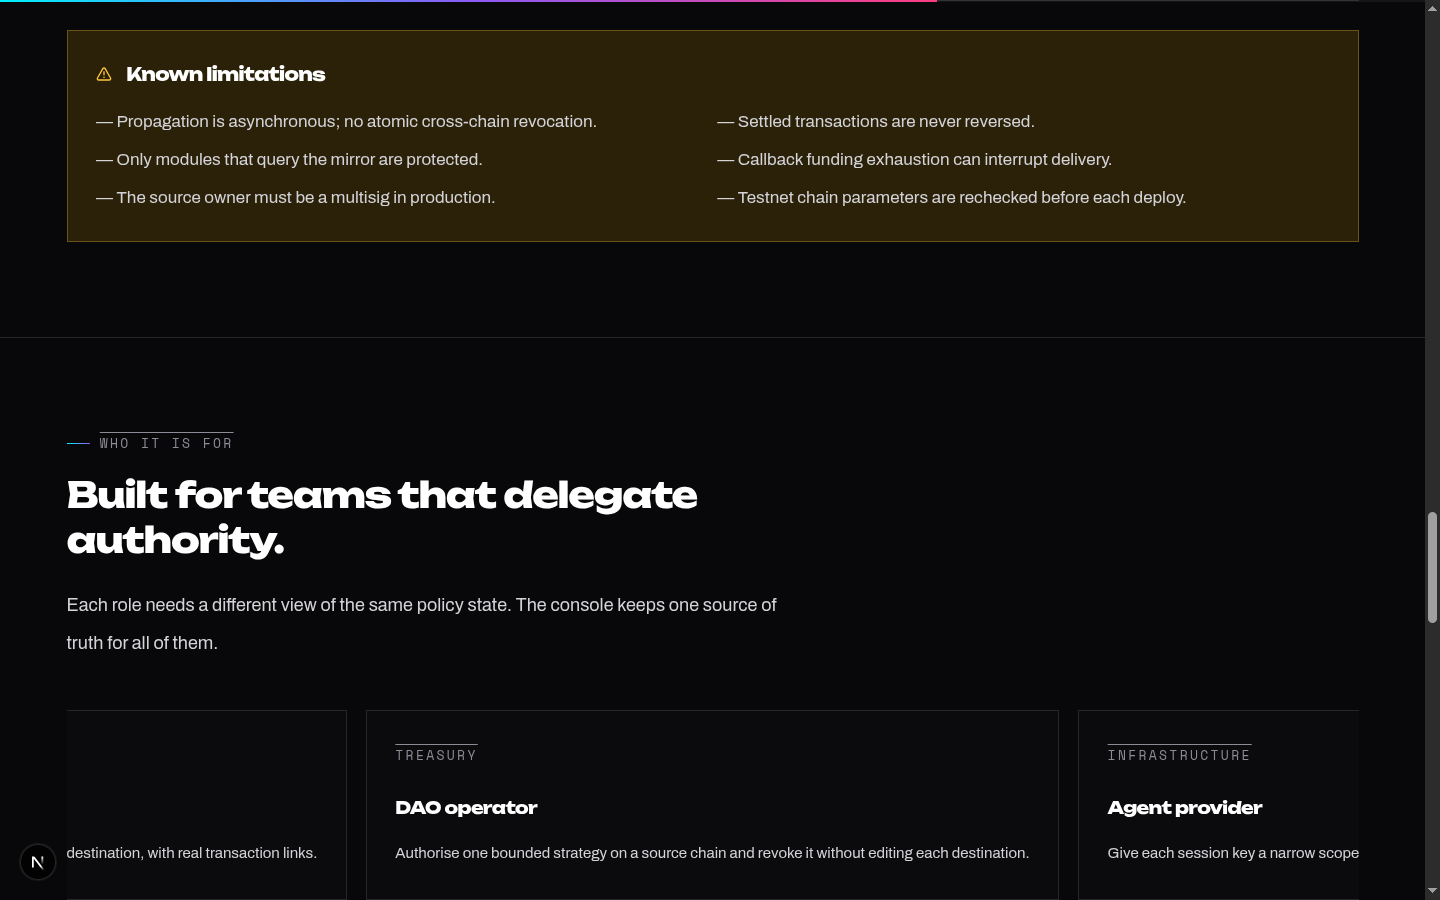 Known limitations
— Propagation is asynchronous; no atomic cross-chain revocation.
— Settled transactions are never reversed.
— Only modules that query the mirror are protected.
— Callback funding exhaustion can interrupt delivery.
— The source owner must be a multisig in production.
— Testnet chain parameters are rechecked before each deploy.
WHO IT IS FOR
Built for teams that delegate
authority.
Each role needs a different view of the same policy state. The console keeps one source of
truth for all of them.
destination, with real transaction links.
TREASURY
DAO operator
Authorise one bounded strategy on a source chain and revoke it without editing each destination.
INFRASTRUCTURE
Agent provider
Give each session key a narrow scope
N